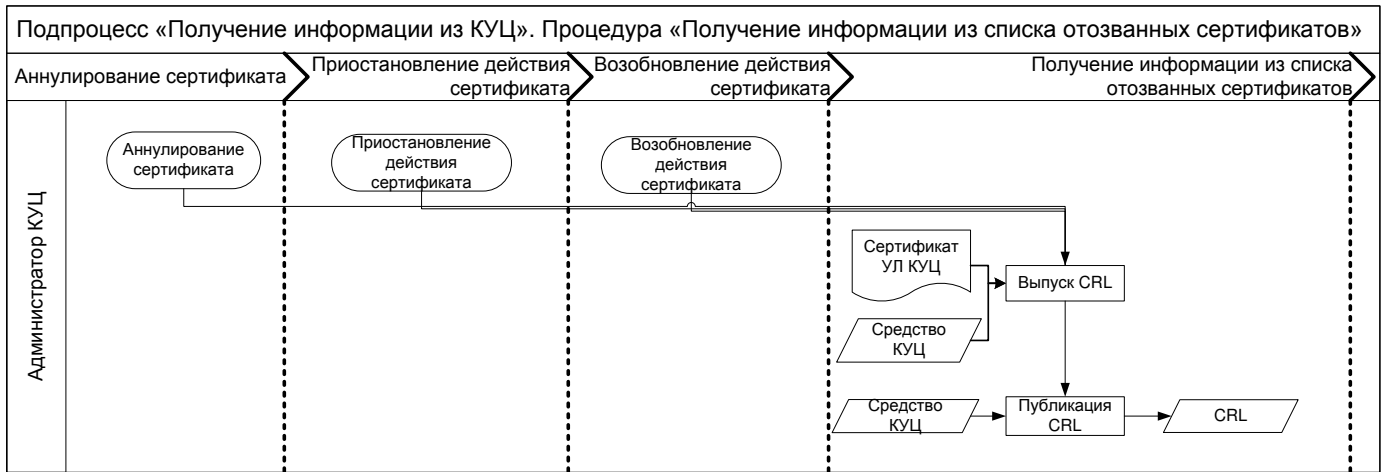 Подпроцесс «Получение информации из КУЦ». Процедура «Получение информации из списка отозванных сертификатов»
Аннулирование сертификата
Приостановление действия
сертификата
Возобновление действия
сертификата
Получение информации из списка
отозванных сертификатов
Администратор КУЦ
Аннулирование
сертификата
Приостановление
действия
сертификата
Возобновление
действия
сертификата
Сертификат
УЛ КУЦ
Выпуск CRL
Средство
КУЦ
Средство
КУЦ
Публикация
CRL
CRL